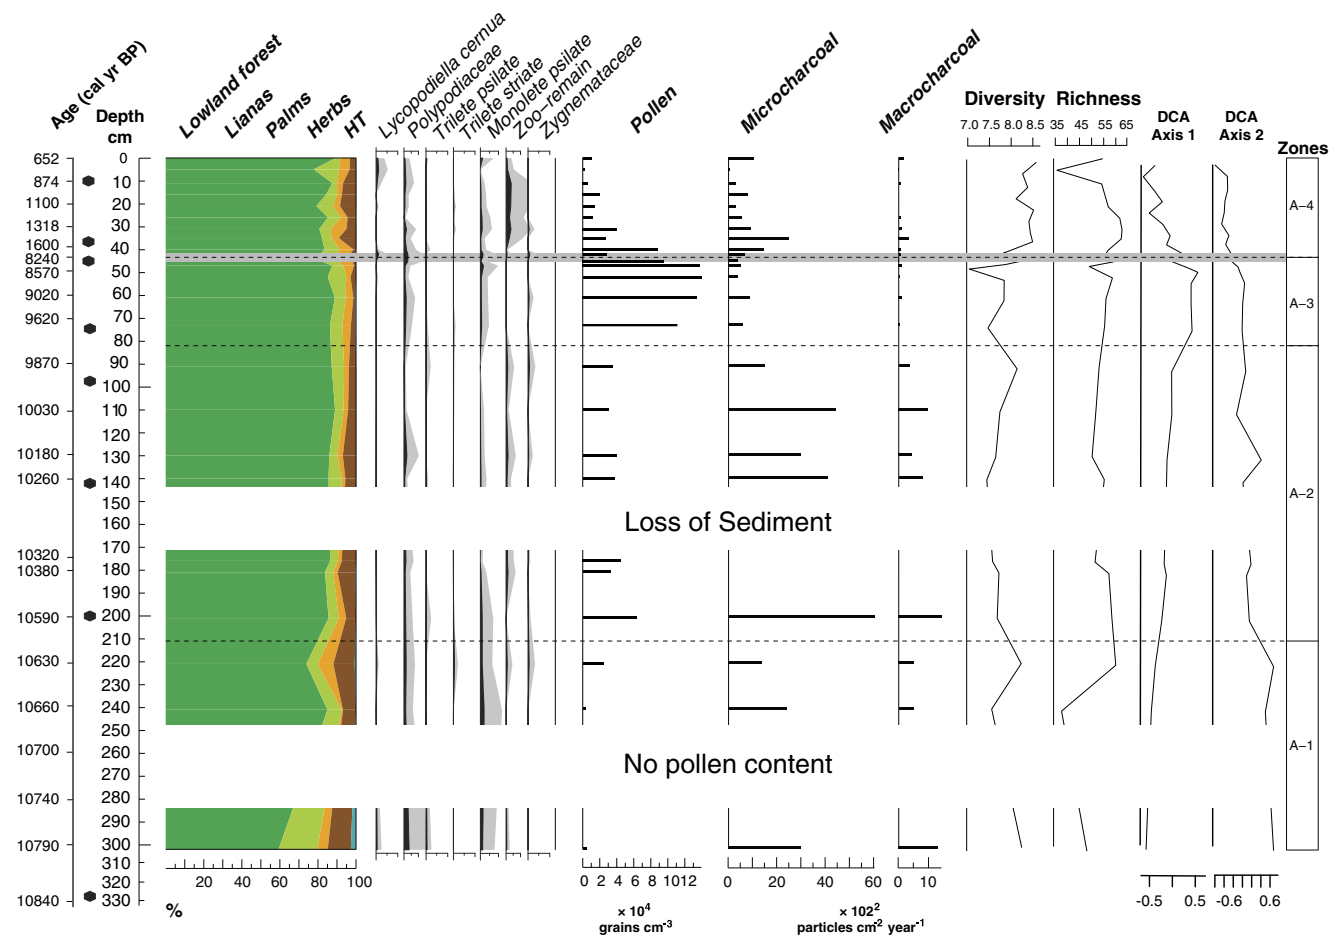 Age (cal yr BP)
Depth
cm
Lowland forest
Lianas
Palms
Herbs
HT
Lycopodiella cernua
Polypodiaceae
Trilete psilate
Trilete striate
Monolete psilate
Zoo–remain
Zygnemataceae
Pollen
Microcharcoal
Macrocharcoal
Diversity
7.0 7.5 8.0 8.5
Richness
35 45 55 65
DCA
Axis 1
DCA
Axis 2
Zones
652 0
874 10
1100 20
1318 30
1600 40
8240
8570 50
9020 60
9620 70
80
9870 90
100
10030 110
120
10180 130
10260 140
150
160
170
10320
10380 180
190
10590 200
210
10630 220
230
10660 240
250
10700 260
270
10740 280
290
10790 300
310
320
10840 330
A–4
A–3
A–2
A–1
Loss of Sediment
No pollen content
20 40 60 80 100
%
0 2 4 6 8 10 12
× 10⁴
grains cm⁻³
0 20 40 60
× 102²
particles cm⁻² year⁻¹
0 10
-0.5 0.5
-0.6 0.6